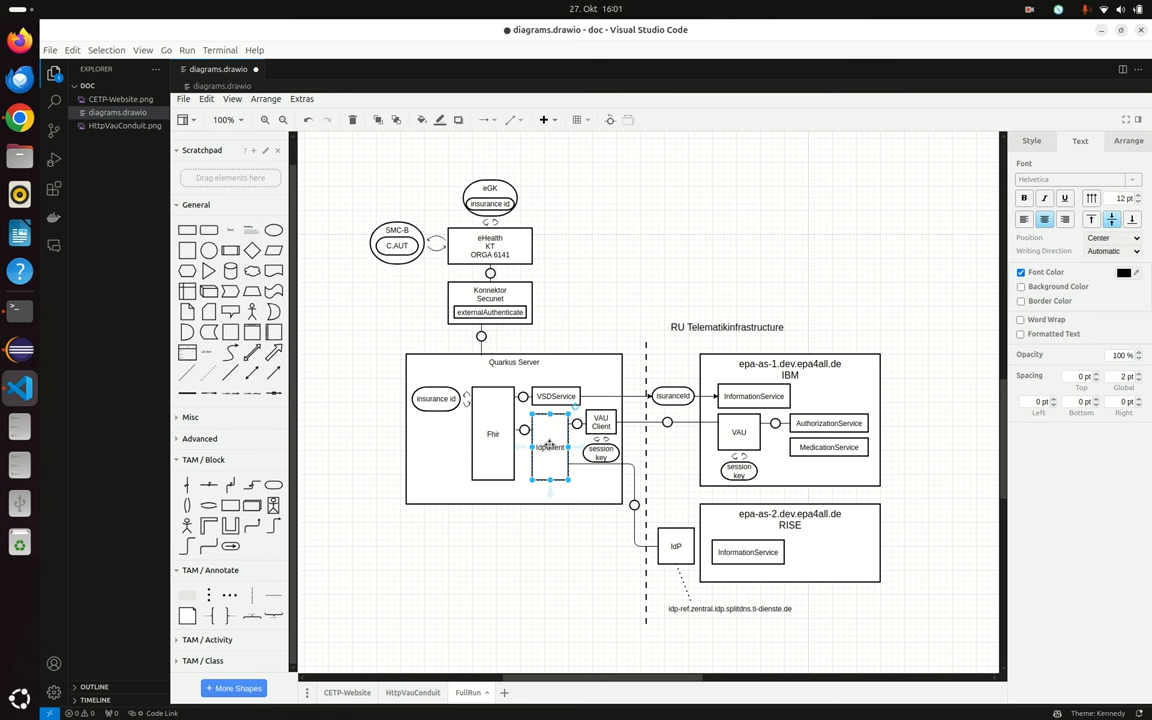 27. Okt  16:01
● diagrams.drawio - doc - Visual Studio Code
File Edit Selection View Go Run Terminal Help
EXPLORER
diagrams.drawio
DOC
CETP-Website.png
diagrams.drawio
HttpVauConduit.png
OUTLINE
TIMELINE
diagrams.drawio
File Edit View Arrange Extras
100%
Scratchpad
Drag elements here
General
Misc
Advanced
TAM / Block
TAM / Annotate
TAM / Activity
TAM / Class
+ More Shapes
eGK
insurance id
SMC-B
C.AUT
eHealth
KT
ORGA 6141
Konnektor
Secunet
externalAuthenticate
RU Telematikinfrastructure
Quarkus Server
insurance id
Fhir
VSDService
VAU
Client
session
key
isuranceId
epa-as-1.dev.epa4all.de
IBM
InformationService
VAU
AuthorizationService
MedicationService
session
key
epa-as-2.dev.epa4all.de
RISE
IdP
InformationService
idp-ref.zentral.idp.splitdns.ti-dienste.de
CETP-Website
HttpVauConduit
FullRun
Style Text Arrange
Font
Helvetica
B I U 12 pt
Position Center
Writing Direction Automatic
Font Color
Background Color
Border Color
Word Wrap
Formatted Text
Opacity 100 %
Spacing 0 pt 2 pt
Top Global
0 pt 0 pt 0 pt
Left Bottom Right
0 0 0 Code Link
Theme: Kennedy